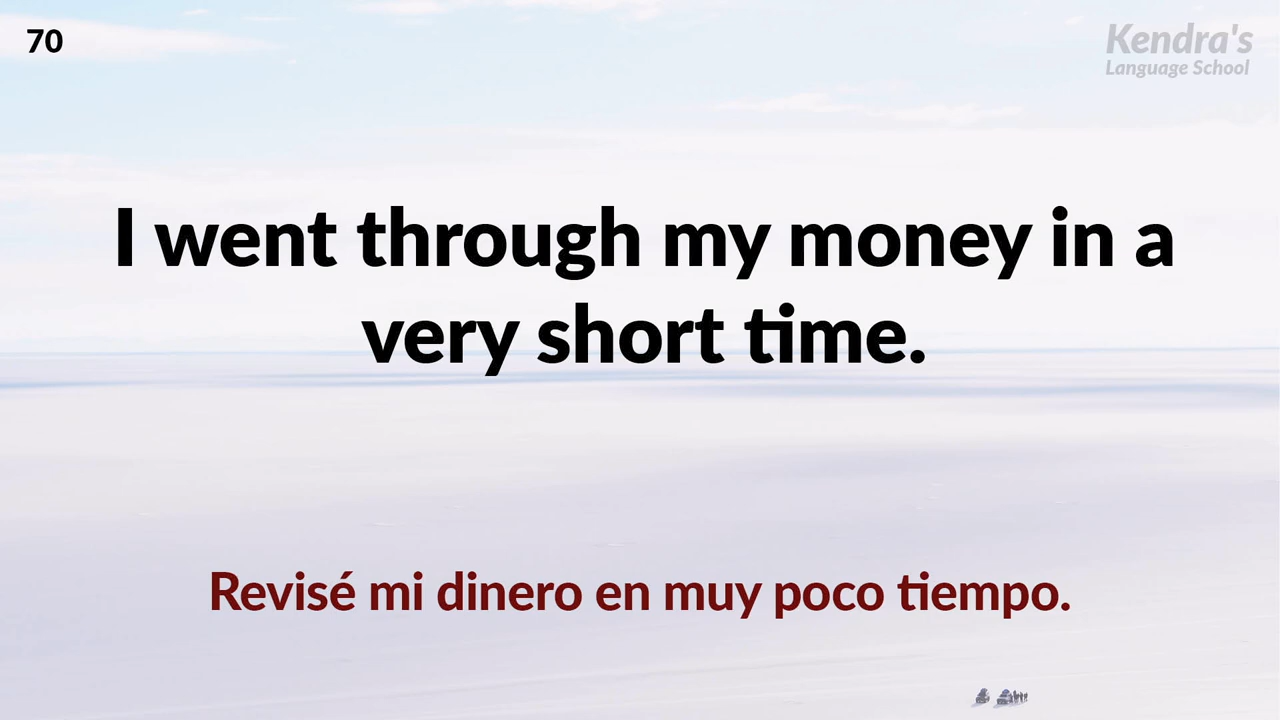 70
Kendra's
Language School
I went through my money in a
very short time.
Revisé mi dinero en muy poco tiempo.